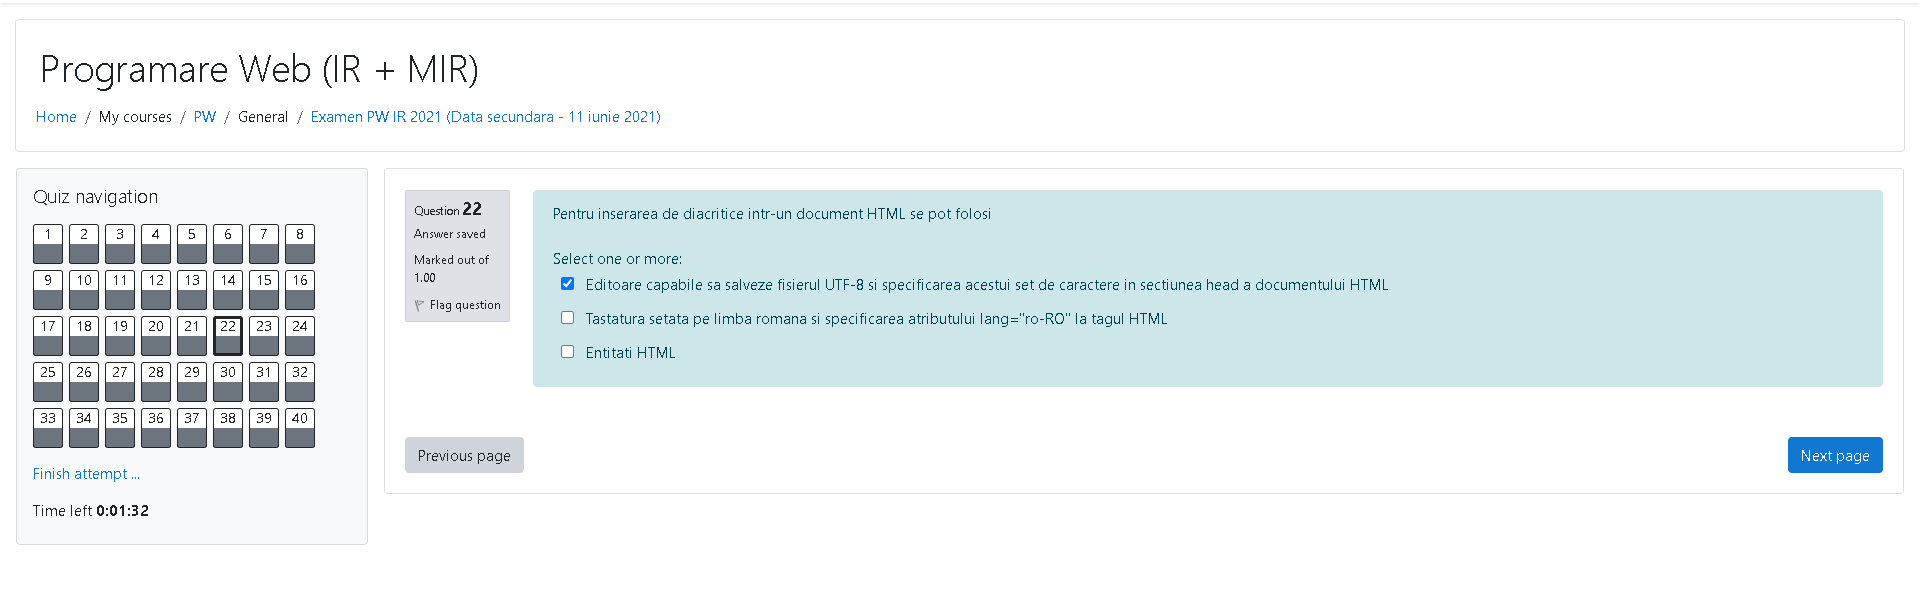 Programare Web (IR + MIR)
Home / My courses / PW / General / Examen PW IR 2021 (Data secundara - 11 iunie 2021)
Quiz navigation
1 2 3 4 5 6 7 8
9 10 11 12 13 14 15 16
17 18 19 20 21 22 23 24
25 26 27 28 29 30 31 32
33 34 35 36 37 38 39 40
Finish attempt ...
Time left 0:01:32
Question 22
Answer saved
Marked out of
1.00
Flag question
Pentru inserarea de diacritice intr-un document HTML se pot folosi
Select one or more:
Editoare capabile sa salveze fisierul UTF-8 si specificarea acestui set de caractere in sectiunea head a documentului HTML
Tastatura setata pe limba romana si specificarea atributului lang="ro-RO" la tagul HTML
Entitati HTML
Previous page
Next page